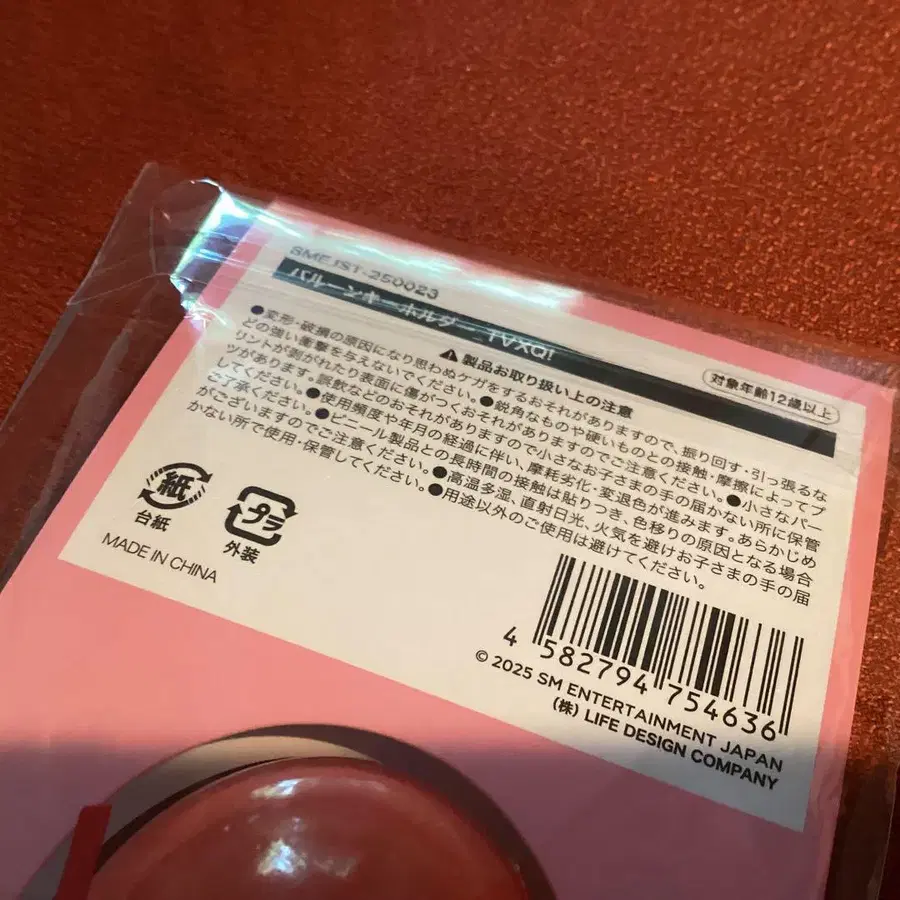 SMEJST-250023
バルーンキーホルダー TVXQ!
対象年齢12歳以上
⚠製品お取り扱い上の注意
●変形・破損の原因になり思わぬケガをするおそれがありますので、振り回す・引っ張るな
どの強い衝撃を与えないでください。●鋭角なものや硬いものとの接触・摩擦によってプ
リントが剥がれたり表面に傷がつくおそれがありますのでご注意ください。●小さなパー
ツがあります。誤飲などのおそれがありますので小さなお子さまの手の届かない所に保管
してください。●使用頻度や年月の経過に伴い、摩耗劣化・変退色が進みます。あらかじめ
ご了承ください。●ビニール製品との長時間の接触は貼りつき、色移りの原因となる場合
がございますのでご注意ください。●高温多湿、直射日光、火気を避けお子さまの手の届
かない所で使用・保管してください。●用途以外のご使用は避けてください。
紙
台紙
プラ
外装
MADE IN CHINA
4 582794 754636
© 2025 SM ENTERTAINMENT JAPAN
(株) LIFE DESIGN COMPANY